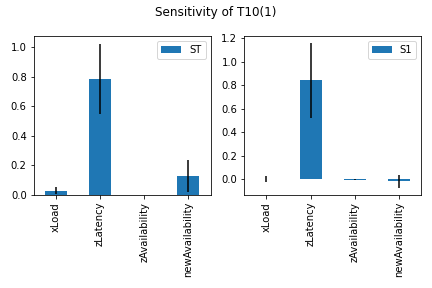 Sensitivity of T10(1)
ST
1.0
0.8
0.6
0.4
0.2
0.0
xLoad
zLatency
zAvailability
newAvailability
S1
1.2
1.0
0.8
0.6
0.4
0.2
0.0
xLoad
zLatency
zAvailability
newAvailability